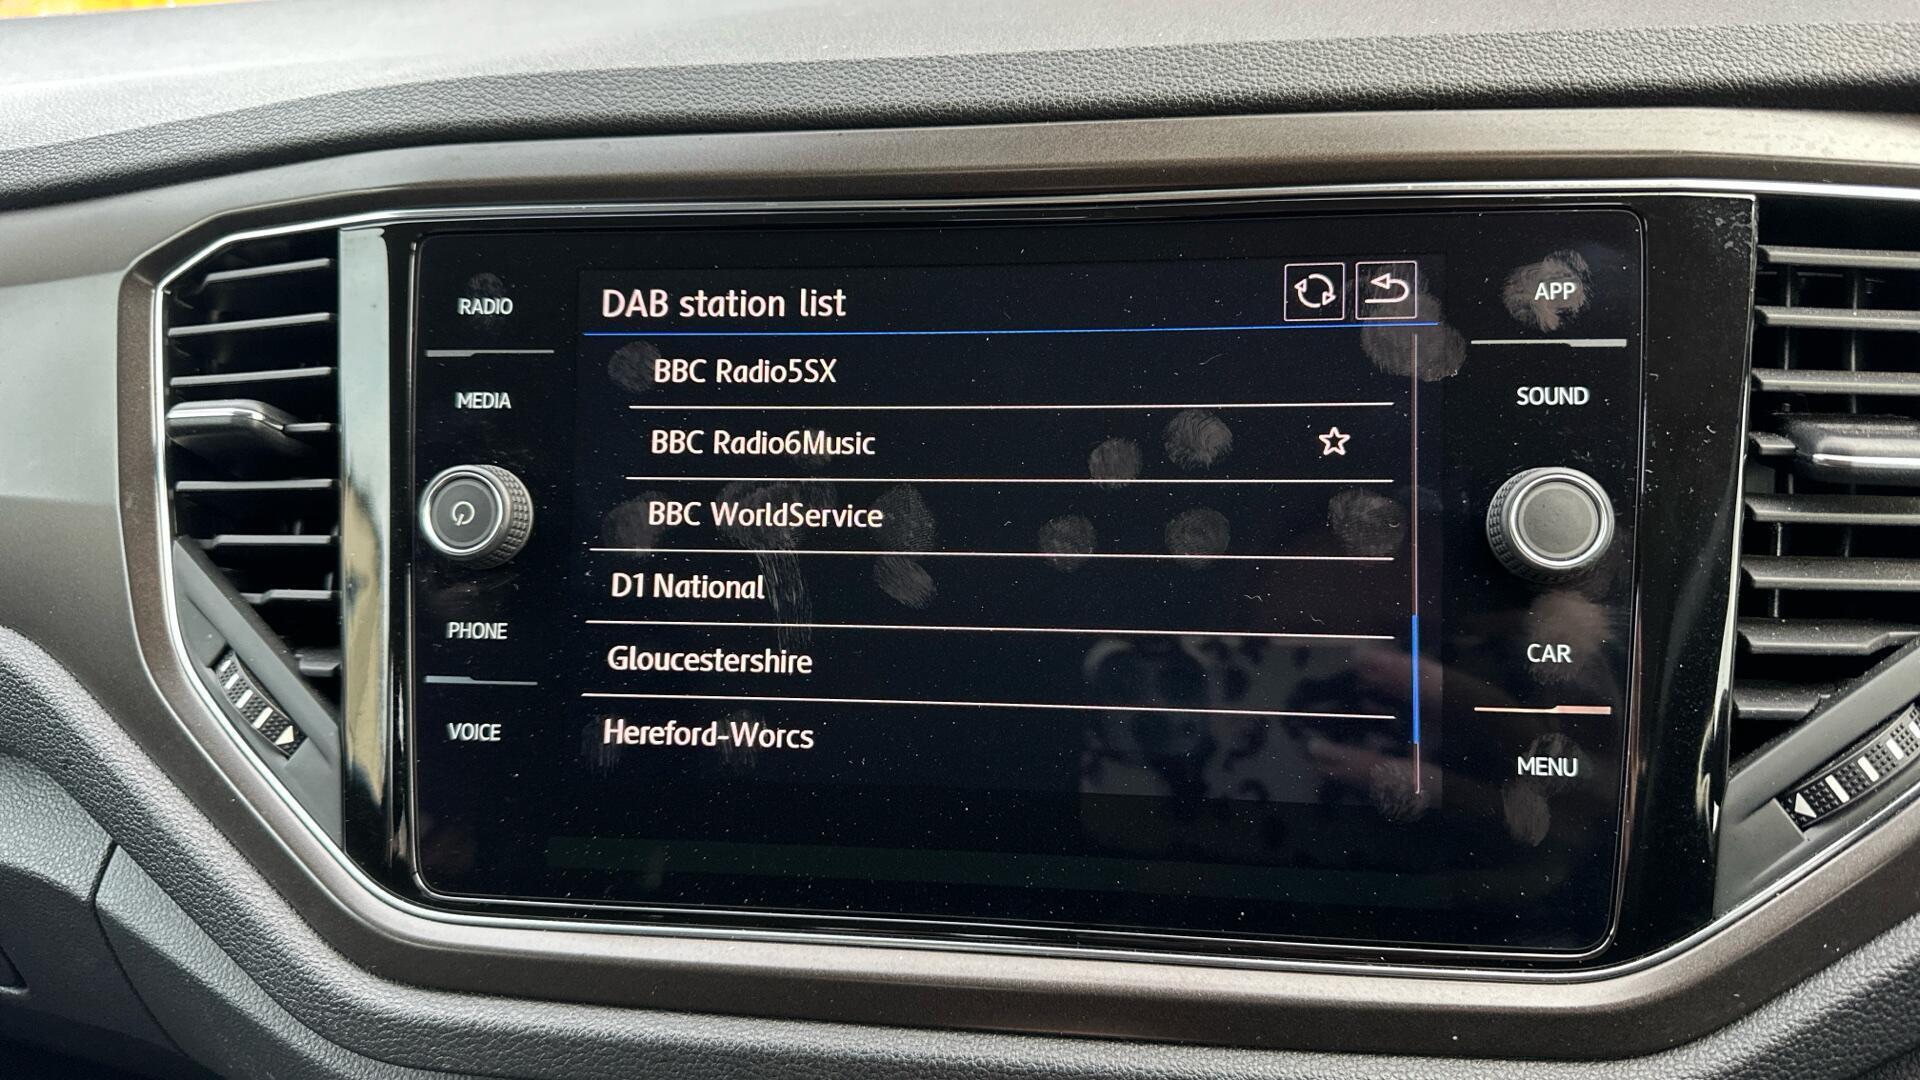 RADIO
MEDIA
PHONE
VOICE
DAB station list
BBC Radio5SX
BBC Radio6Music
BBC WorldService
D1 National
Gloucestershire
Hereford-Worcs
APP
SOUND
CAR
MENU